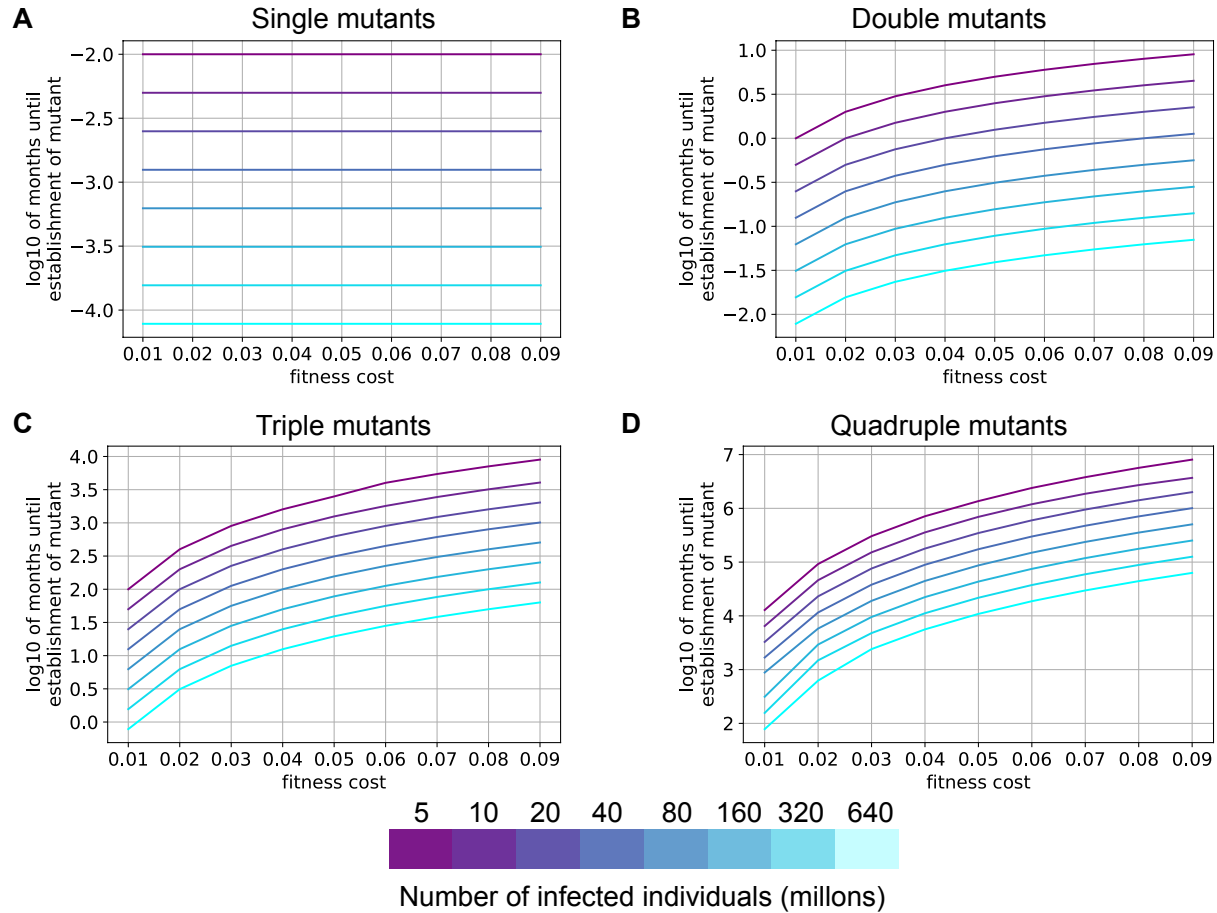 A
Single mutants
log10 of months until
establishment of mutant
−2.0
−2.5
−3.0
−3.5
−4.0
0.01 0.02 0.03 0.04 0.05 0.06 0.07 0.08 0.09
fitness cost
B
Double mutants
log10 of months until
establishment of mutant
1.0
0.5
0.0
−0.5
−1.0
−1.5
−2.0
0.01 0.02 0.03 0.04 0.05 0.06 0.07 0.08 0.09
fitness cost
C
Triple mutants
log10 of months until
establishment of mutant
4.0
3.5
3.0
2.5
2.0
1.5
1.0
0.5
0.0
0.01 0.02 0.03 0.04 0.05 0.06 0.07 0.08 0.09
fitness cost
D
Quadruple mutants
log10 of months until
establishment of mutant
7
6
5
4
3
2
0.01 0.02 0.03 0.04 0.05 0.06 0.07 0.08 0.09
fitness cost
5 10 20 40 80 160 320 640
Number of infected individuals (millons)